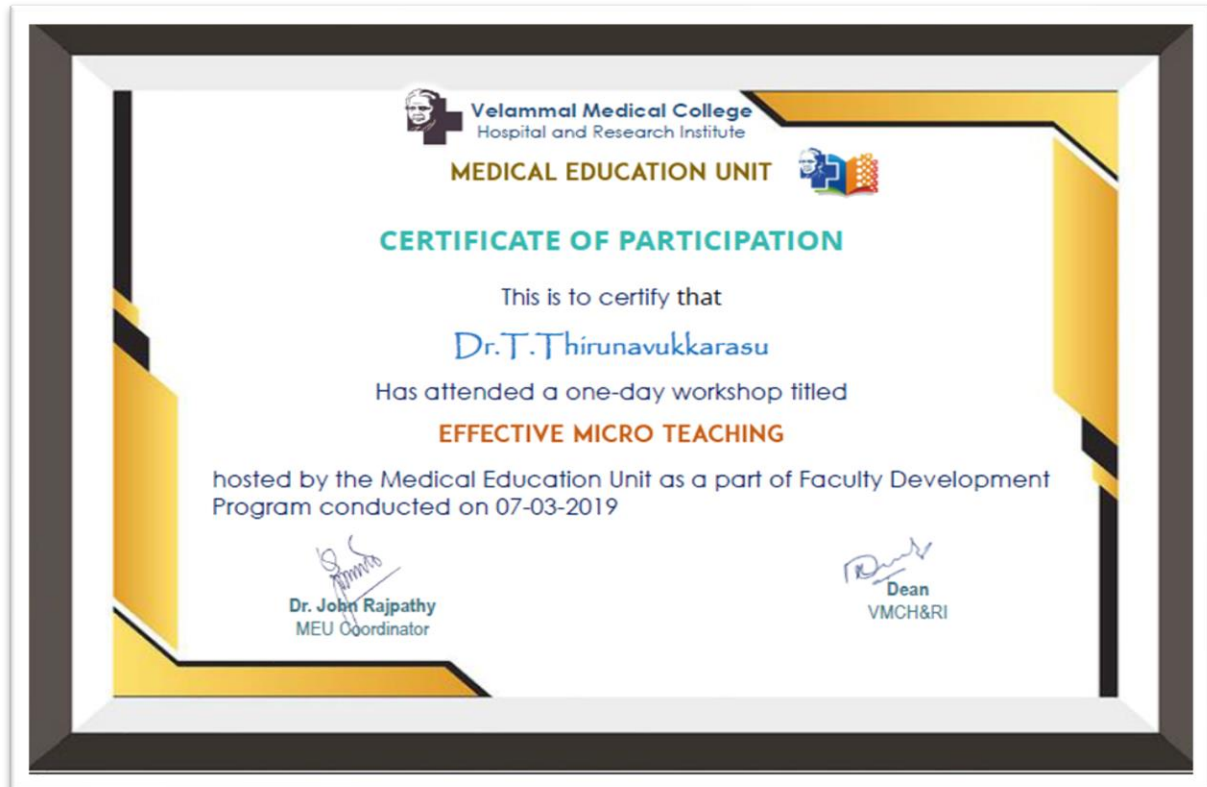 Velammal Medical College
Hospital and Research Institute
MEDICAL EDUCATION UNIT
CERTIFICATE OF PARTICIPATION
This is to certify that
Dr.T.Thirunavukkarasu
Has attended a one-day workshop titled
EFFECTIVE MICRO TEACHING
hosted by the Medical Education Unit as a part of Faculty Development
Program conducted on 07-03-2019
Dr. John Rajpathy
MEU Coordinator
Dean
VMCH&RI